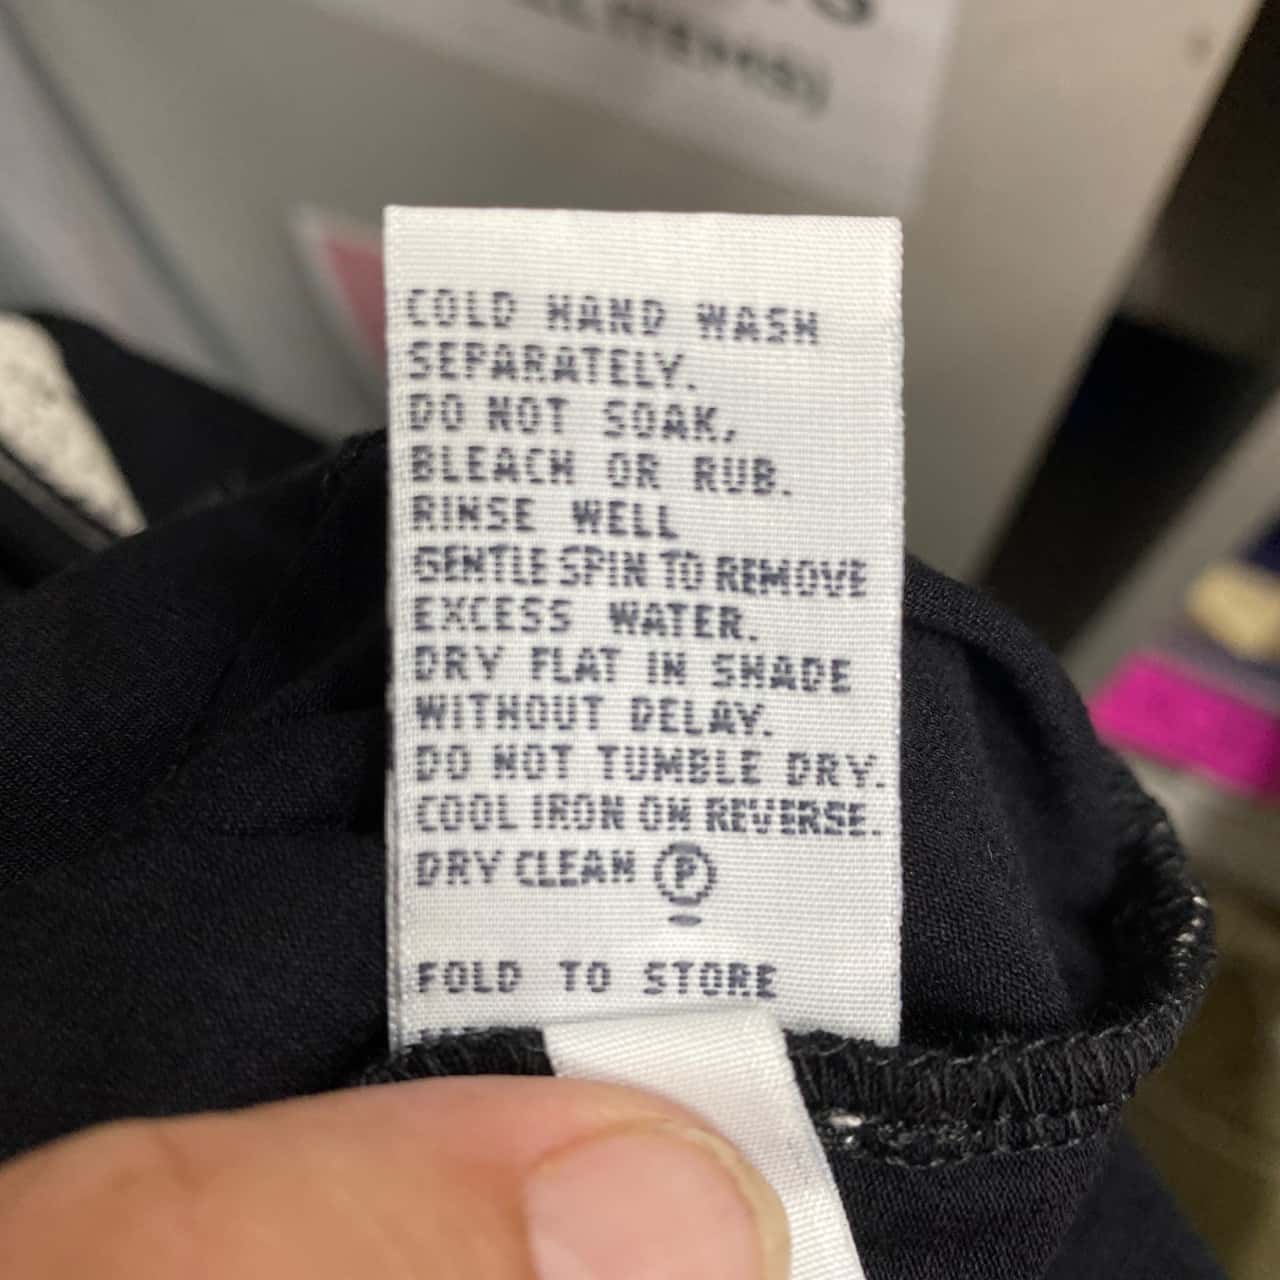 COLD HAND WASH
SEPARATELY.
DO NOT SOAK,
BLEACH OR RUB.
RINSE WELL
GENTLE SPIN TO REMOVE
EXCESS WATER.
DRY FLAT IN SHADE
WITHOUT DELAY.
DO NOT TUMBLE DRY.
COOL IRON ON REVERSE.
DRY CLEAN P
FOLD TO STORE